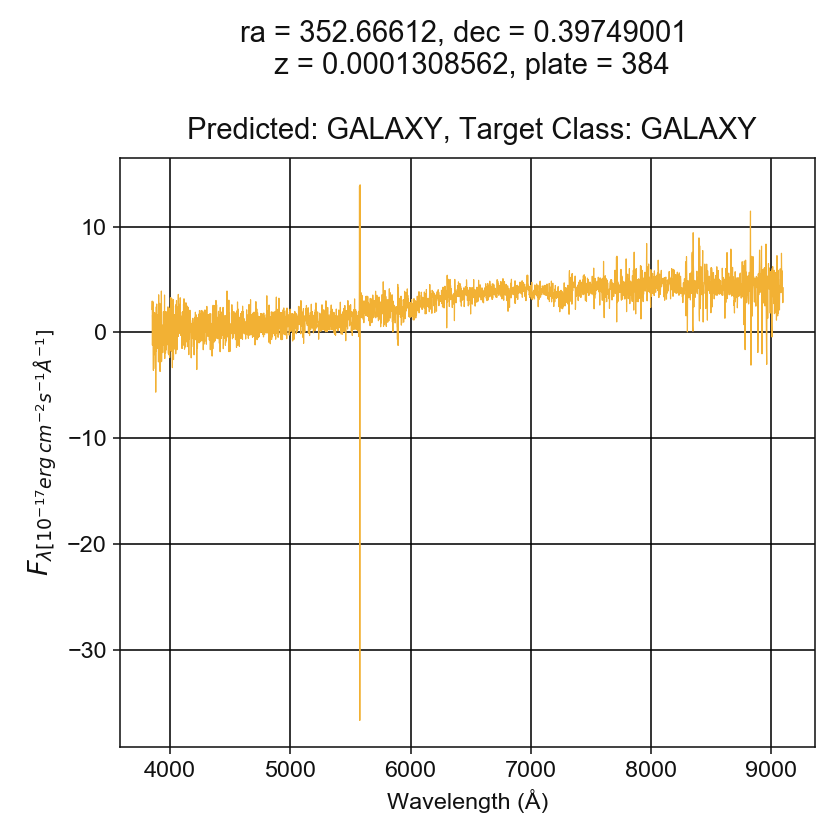 ra = 352.66612, dec = 0.39749001
z = 0.0001308562, plate = 384
Predicted: GALAXY, Target Class: GALAXY
10
0
−10
−20
−30
F_λ[10^{−17} erg cm^{−2} s^{−1} Å^{−1}]
4000 5000 6000 7000 8000 9000
Wavelength (Å)